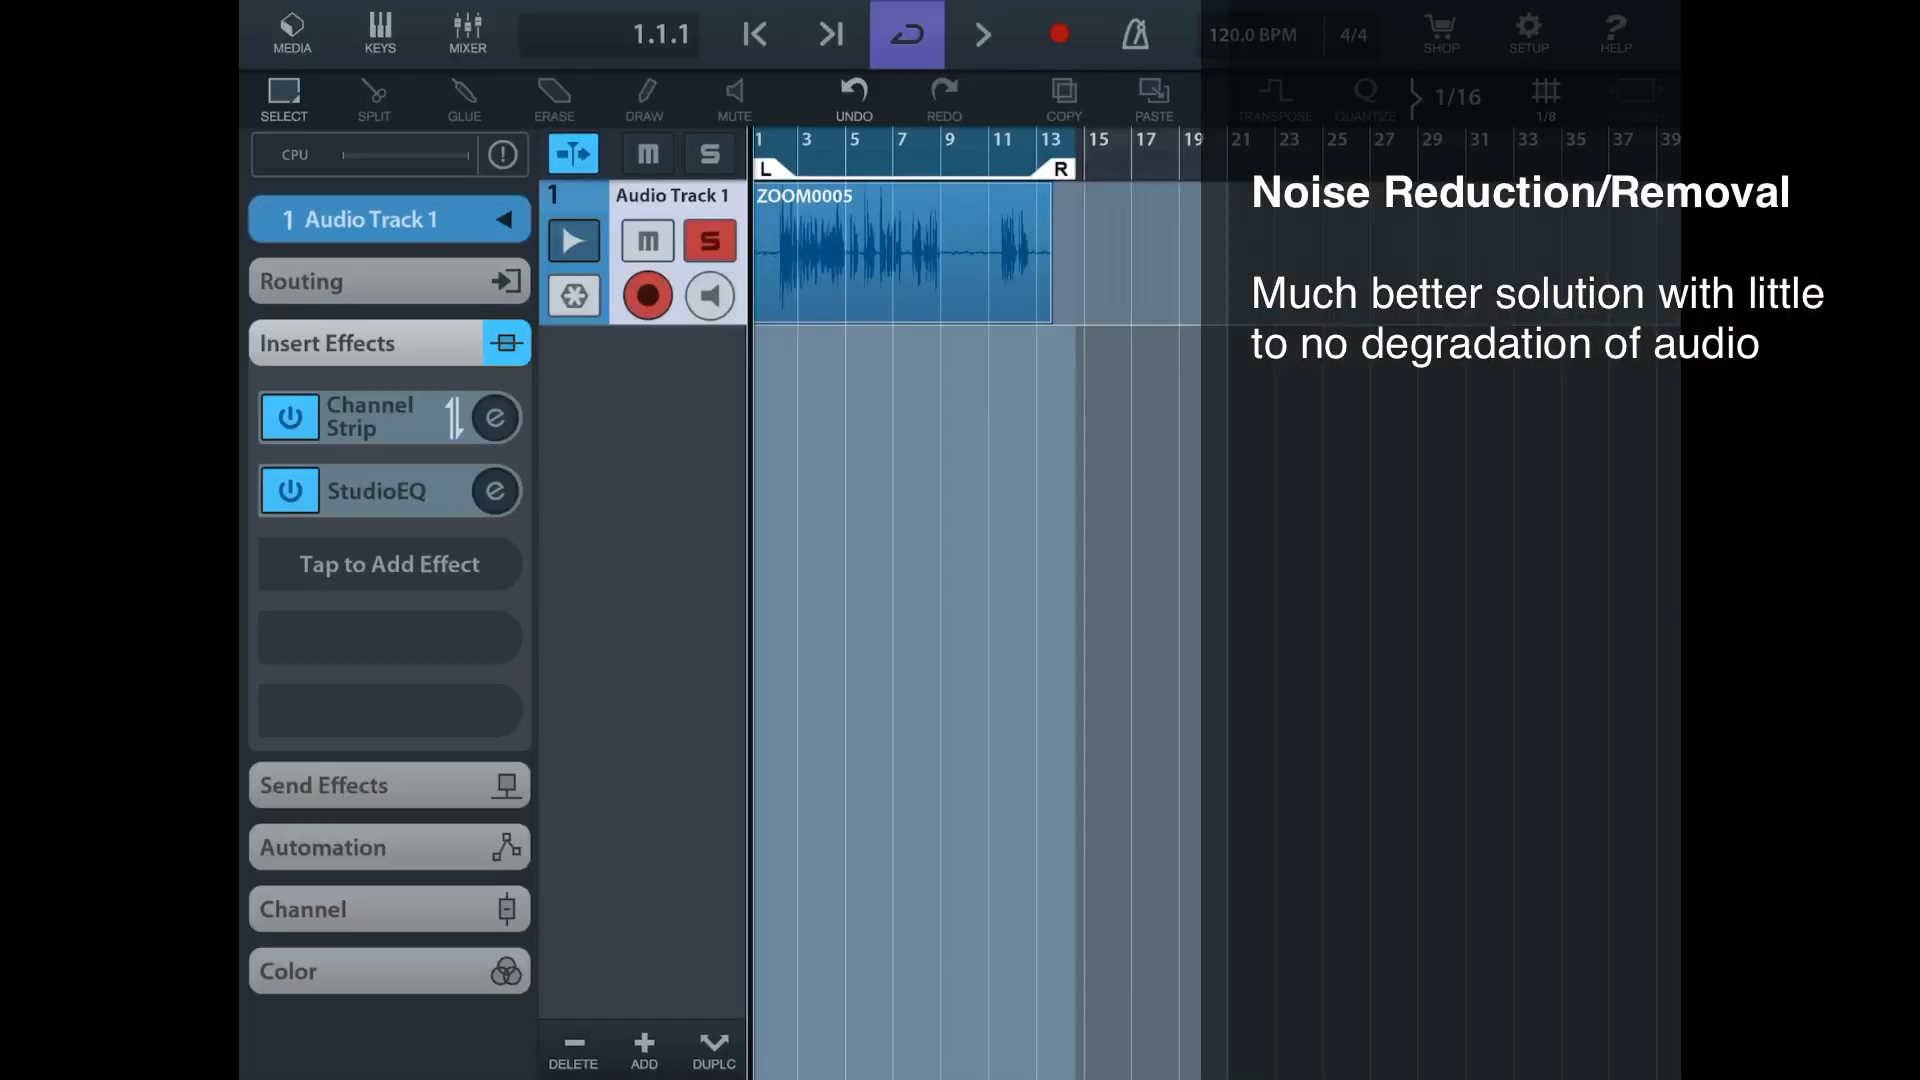 MEDIA KEYS MIXER 1.1.1 120.0 BPM 4/4 SHOP SETUP HELP
SELECT SPLIT GLUE ERASE DRAW MUTE UNDO REDO COPY PASTE TRANSPOSE QUANTIZE 1/16 1/8
CPU m S 1 3 5 7 9 11 13 15 17 19 21 23 25 27 29 31 33 35 37 39
L R
1 Audio Track 1
1 Audio Track 1 ZOOM0005
m S
Routing
Insert Effects
Channel
Strip e
StudioEQ e
Tap to Add Effect
Send Effects
Automation
Channel
Color
DELETE ADD DUPLC
Noise Reduction/Removal
Much better solution with little
to no degradation of audio